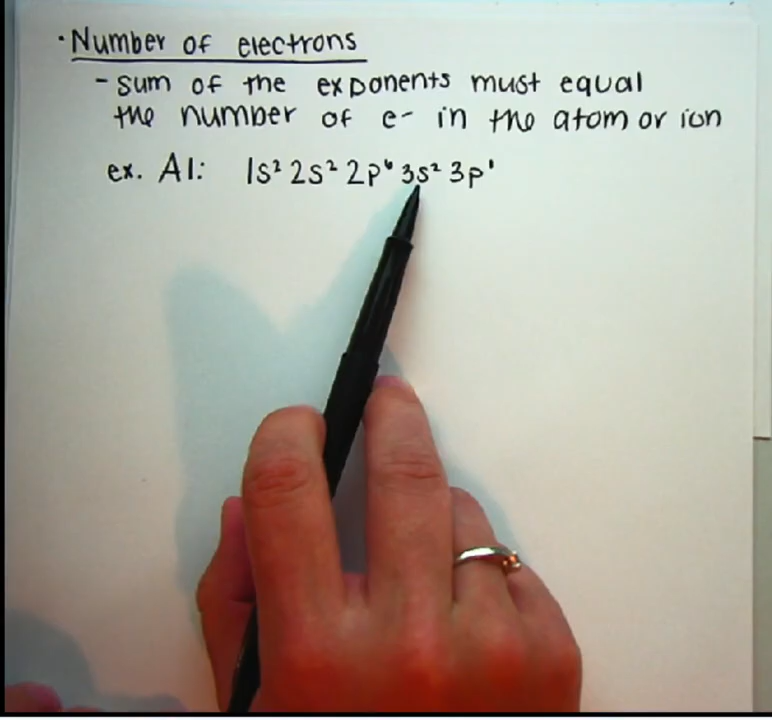 · Number of electrons
- sum of the exponents must equal
the number of e- in the atom or ion
ex. Al: 1s² 2s² 2p⁶ 3s² 3p¹